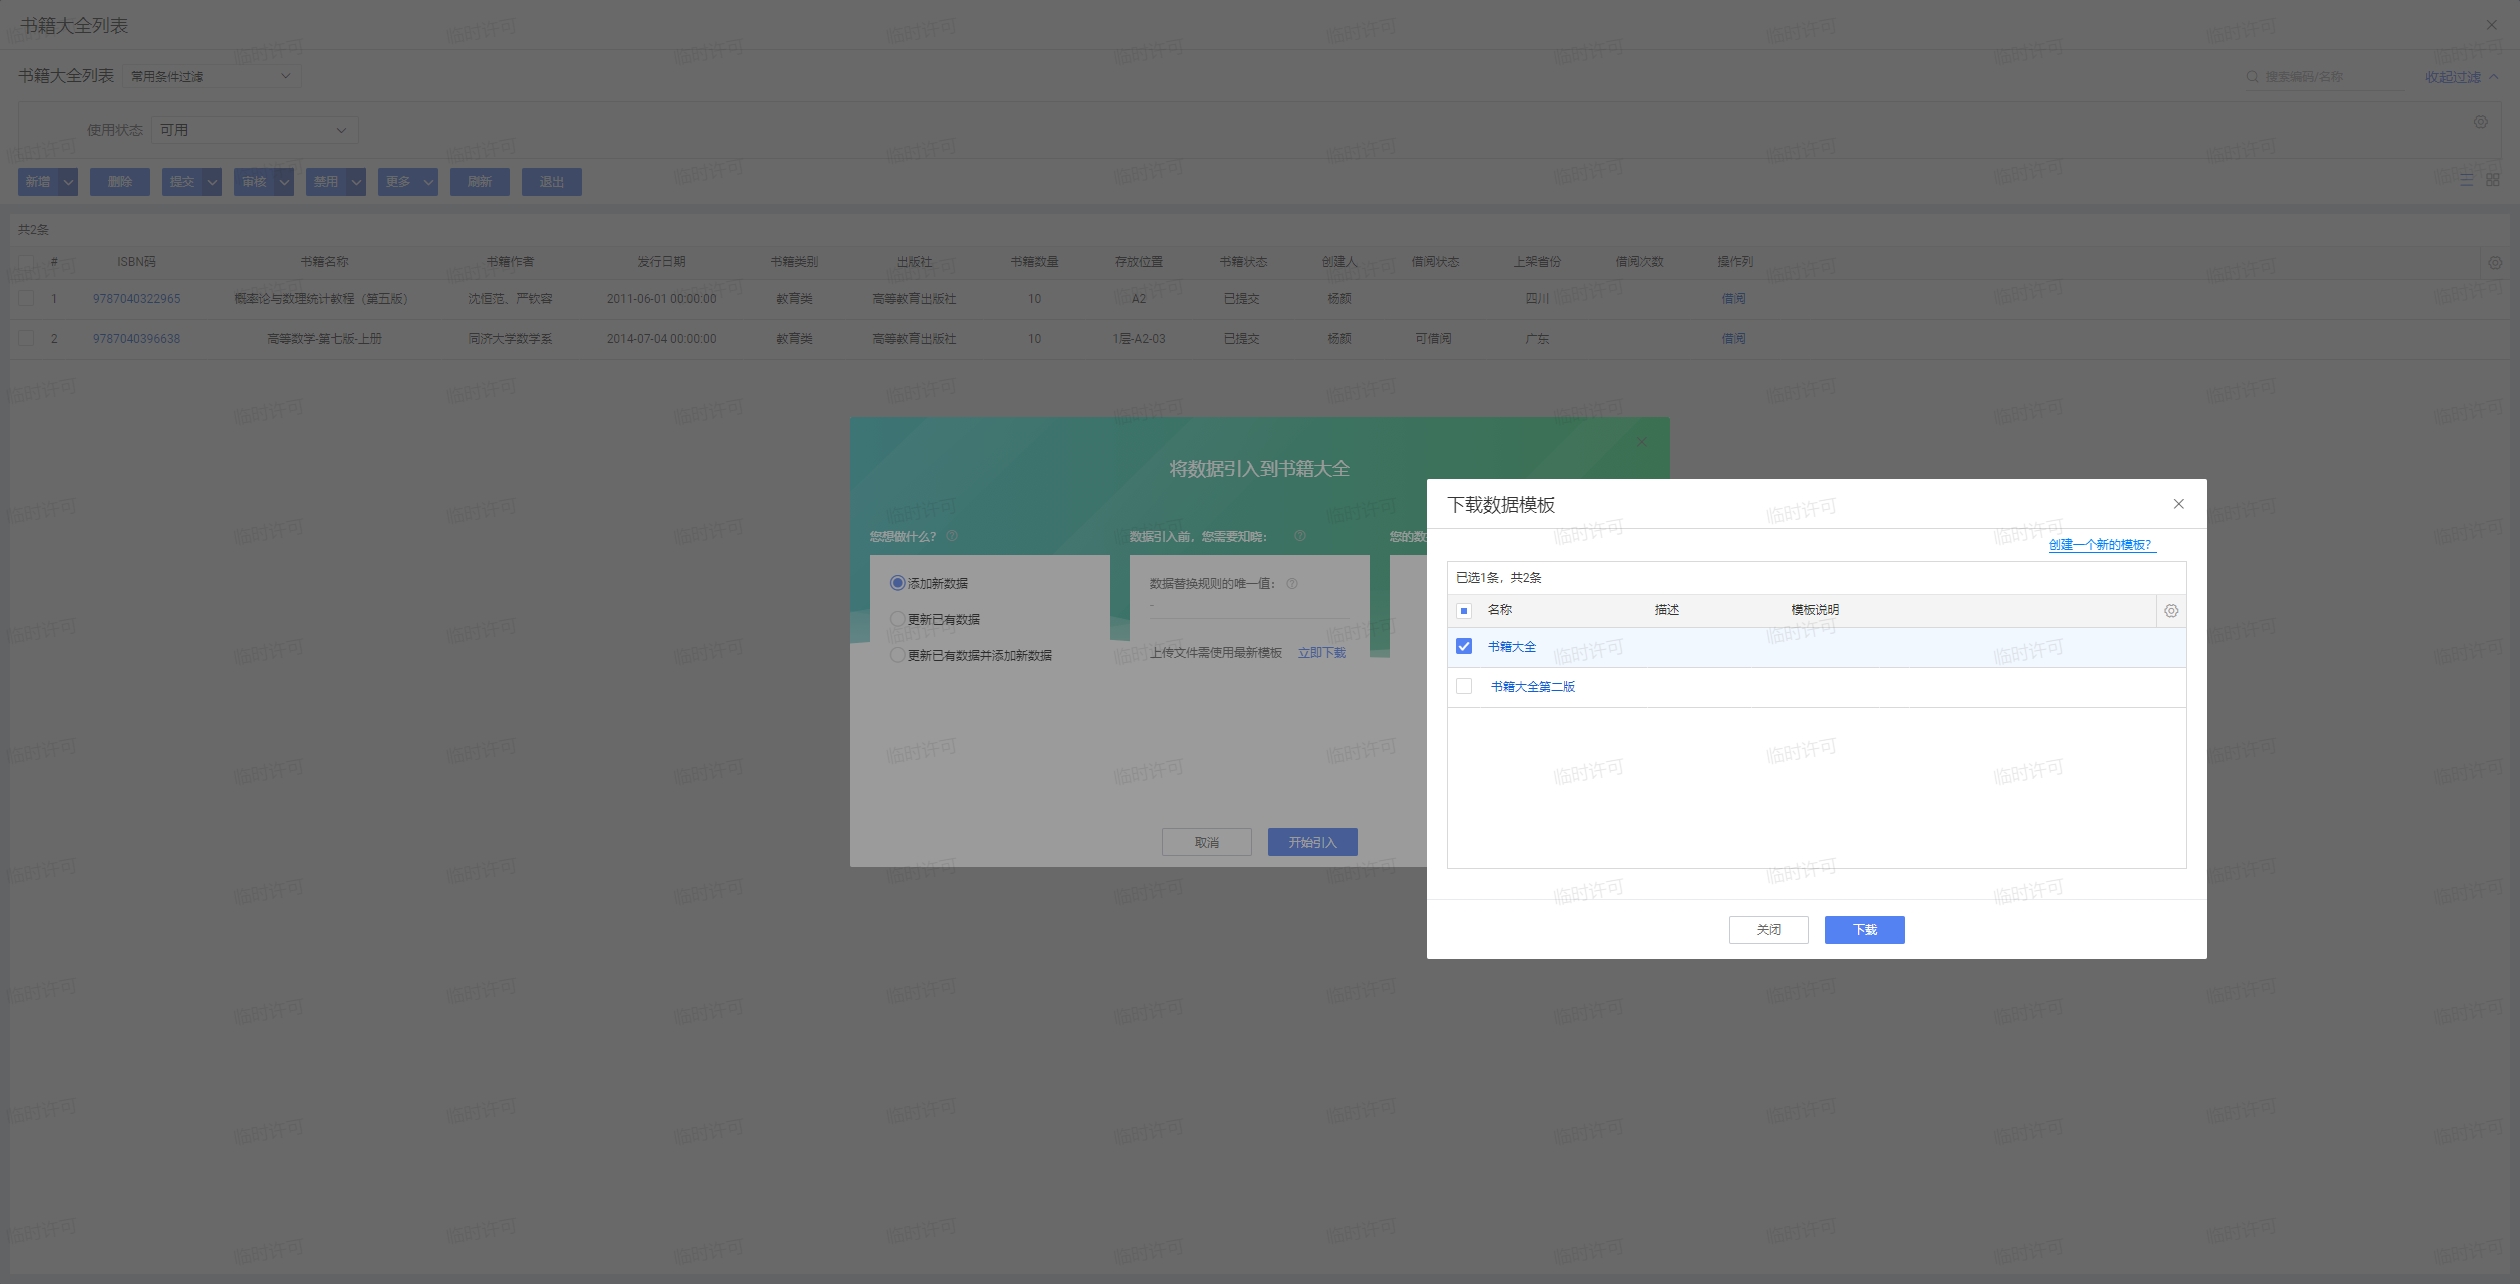 书籍大全列表
书籍大全列表 常用条件过滤 搜索编码/名称 收起过滤
使用状态 可用
新增 删除 提交 审核 禁用 更多 刷新 退出
共2条
# ISBN码 书籍名称 书籍作者 发行日期 书籍类别 出版社 书籍数量 存放位置 书籍状态 创建人 借阅状态 上架省份 借阅次数 操作列
1 9787040322965 概率论与数理统计教程（第五版） 沈恒范、严钦容 2011-06-01 00:00:00 教育类 高等教育出版社 10 A2 已提交 杨颜 四川 借阅
2 9787040396638 高等数学-第七版-上册 同济大学数学系 2014-07-04 00:00:00 教育类 高等教育出版社 10 1层-A2-03 已提交 杨颜 可借阅 广东 借阅
将数据引入到书籍大全
您想做什么？ 数据引入前，您需要知晓： 您的数
添加新数据
更新已有数据
更新已有数据并添加新数据
数据替换规则的唯一值：
-
上传文件需使用最新模板 立即下载
取消 开始引入
下载数据模板
创建一个新的模板?
已选1条，共2条
名称 描述 模板说明
书籍大全
书籍大全第二版
关闭 下载
临时许可